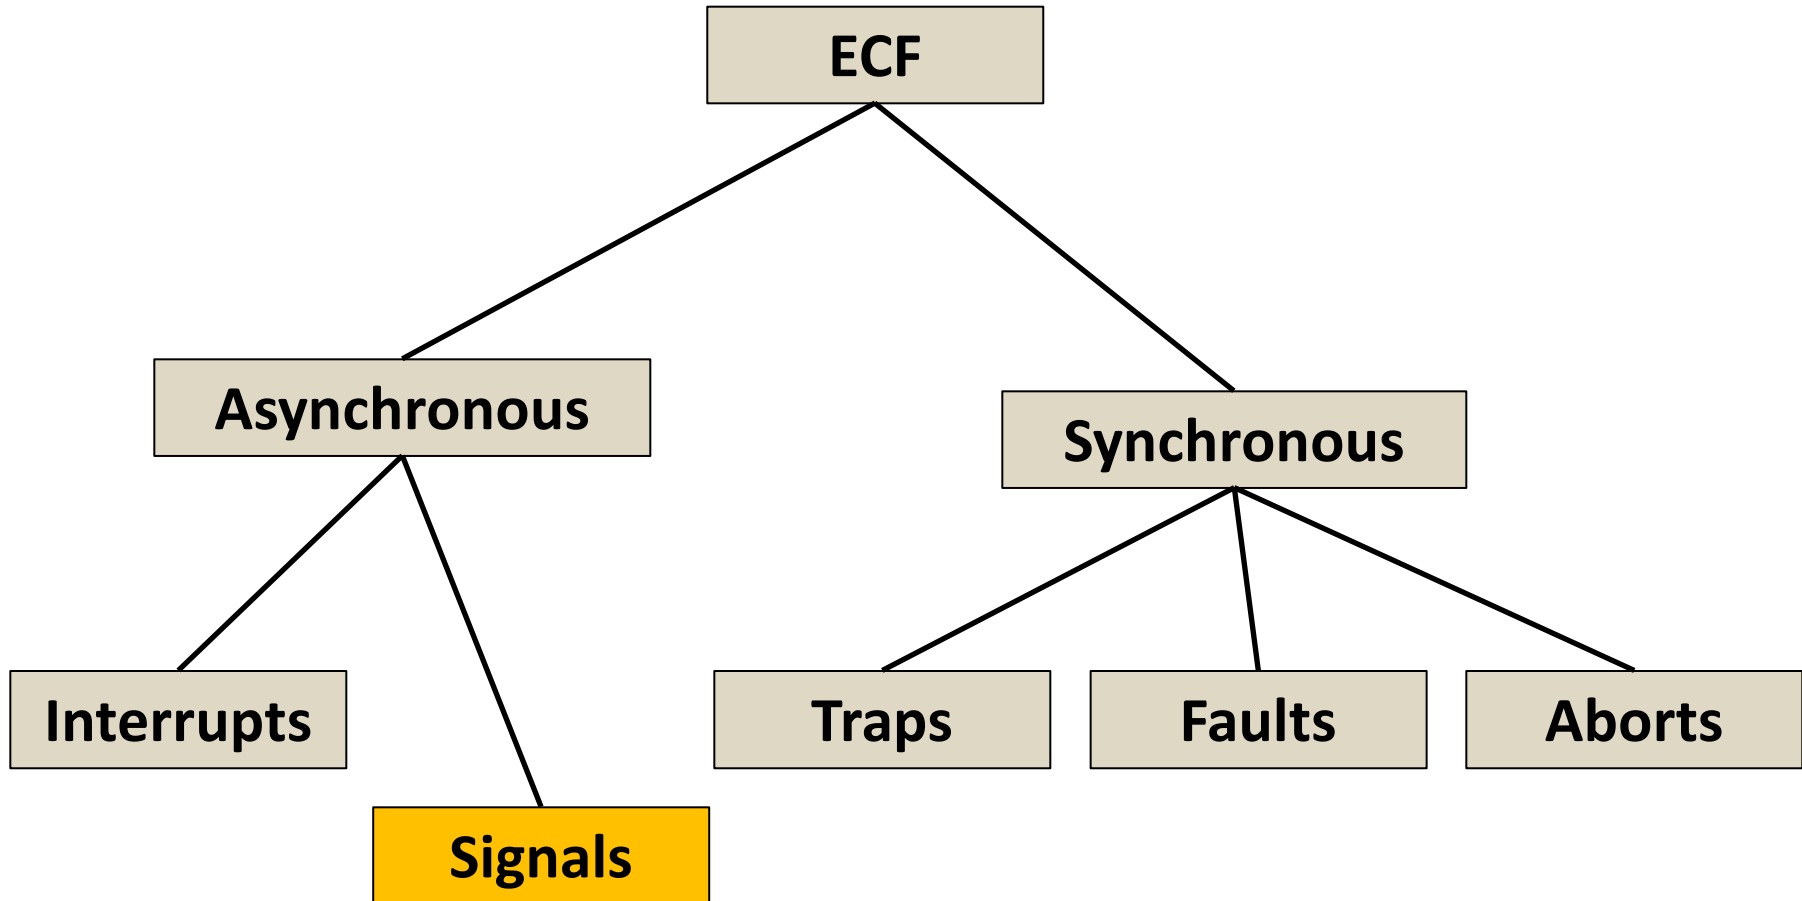 ECF
Asynchronous
Synchronous
Interrupts
Traps
Faults
Aborts
Signals